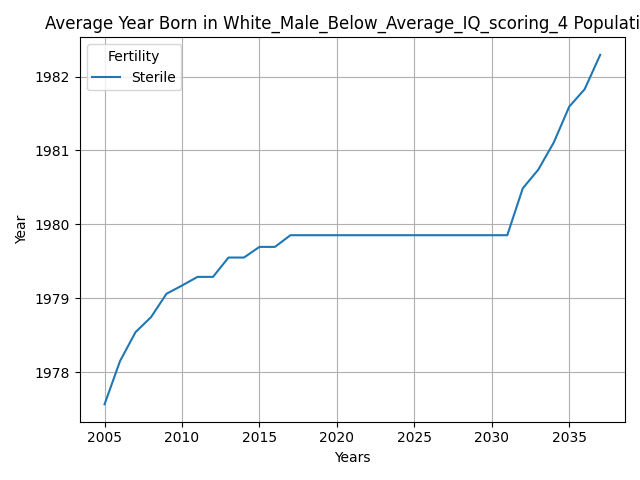 Average Year Born in White_Male_Below_Average_IQ_scoring_4 Populati
Fertility
Sterile
1982
1981
1980
1979
1978
Year
2005 2010 2015 2020 2025 2030 2035
Years